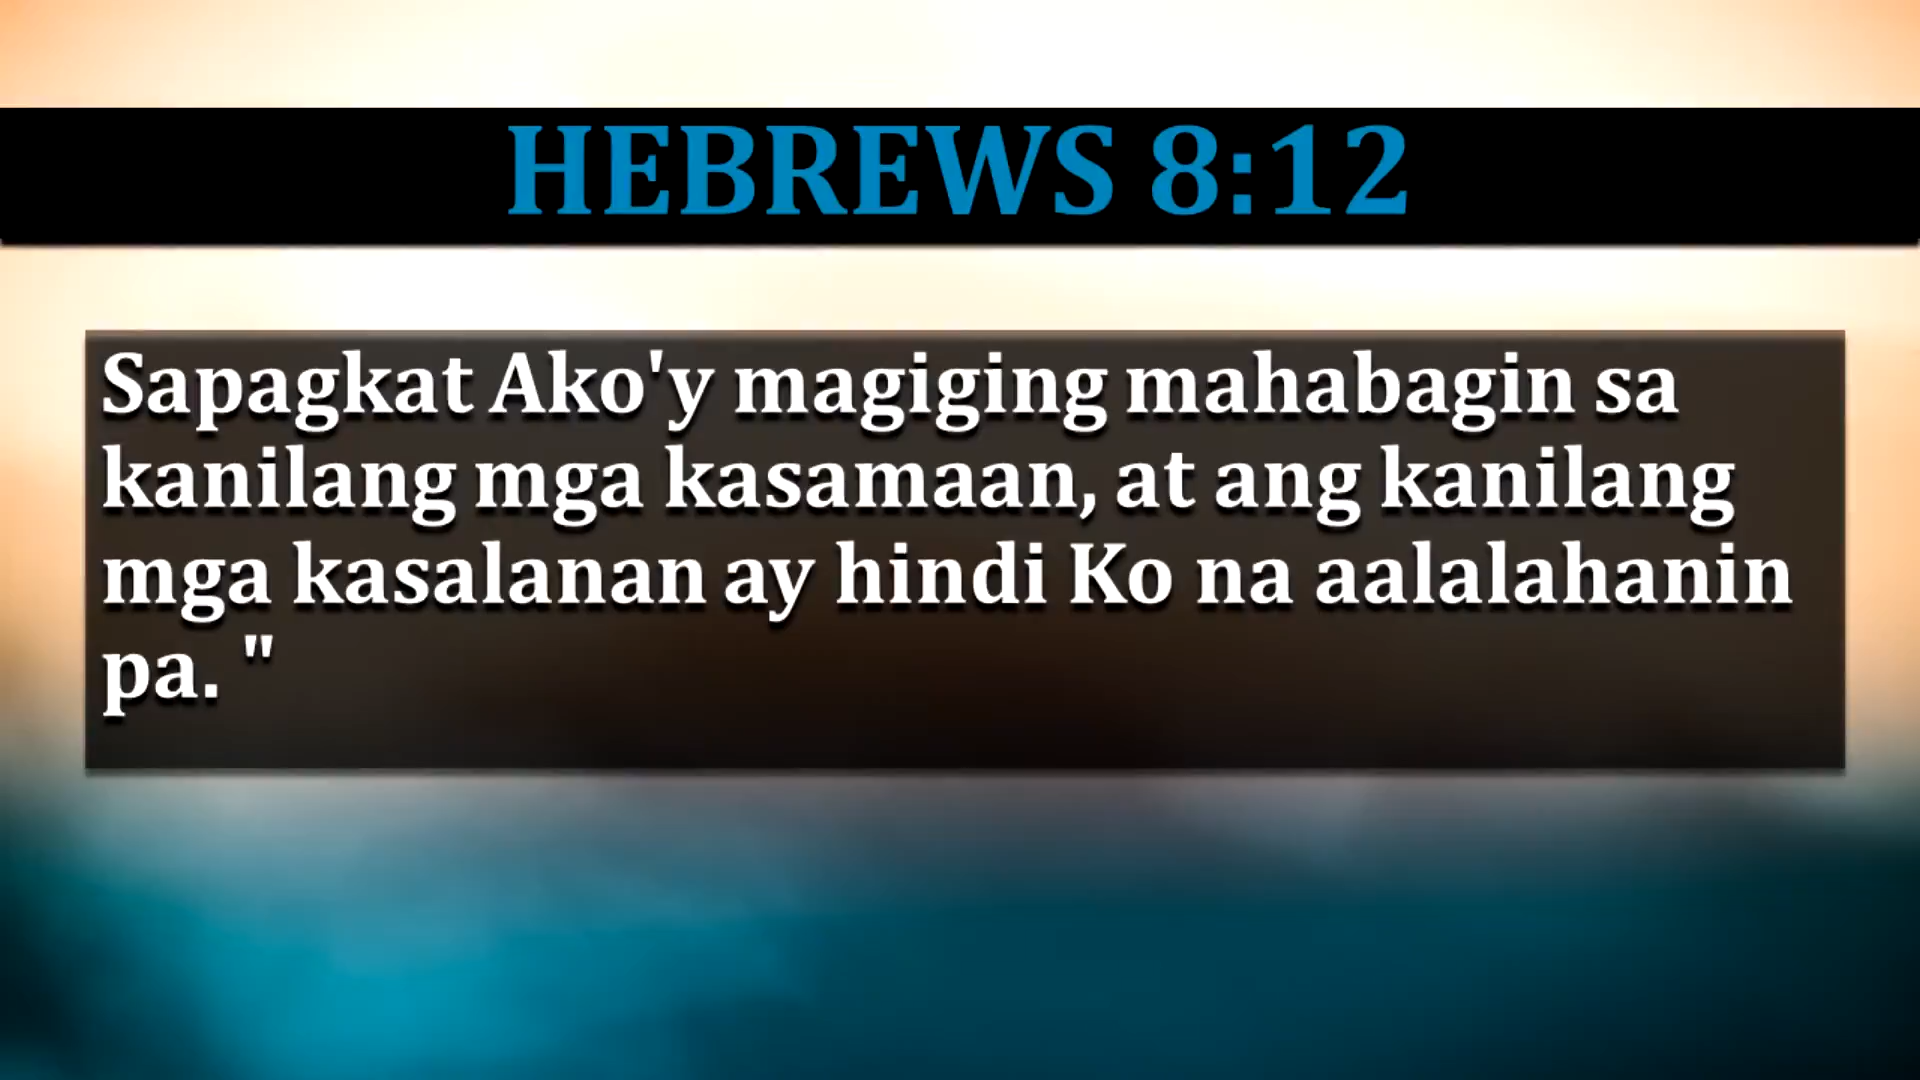 HEBREWS 8:12
Sapagkat Ako'y magiging mahabagin sa
kanilang mga kasamaan, at ang kanilang
mga kasalanan ay hindi Ko na aalalahanin
pa. "